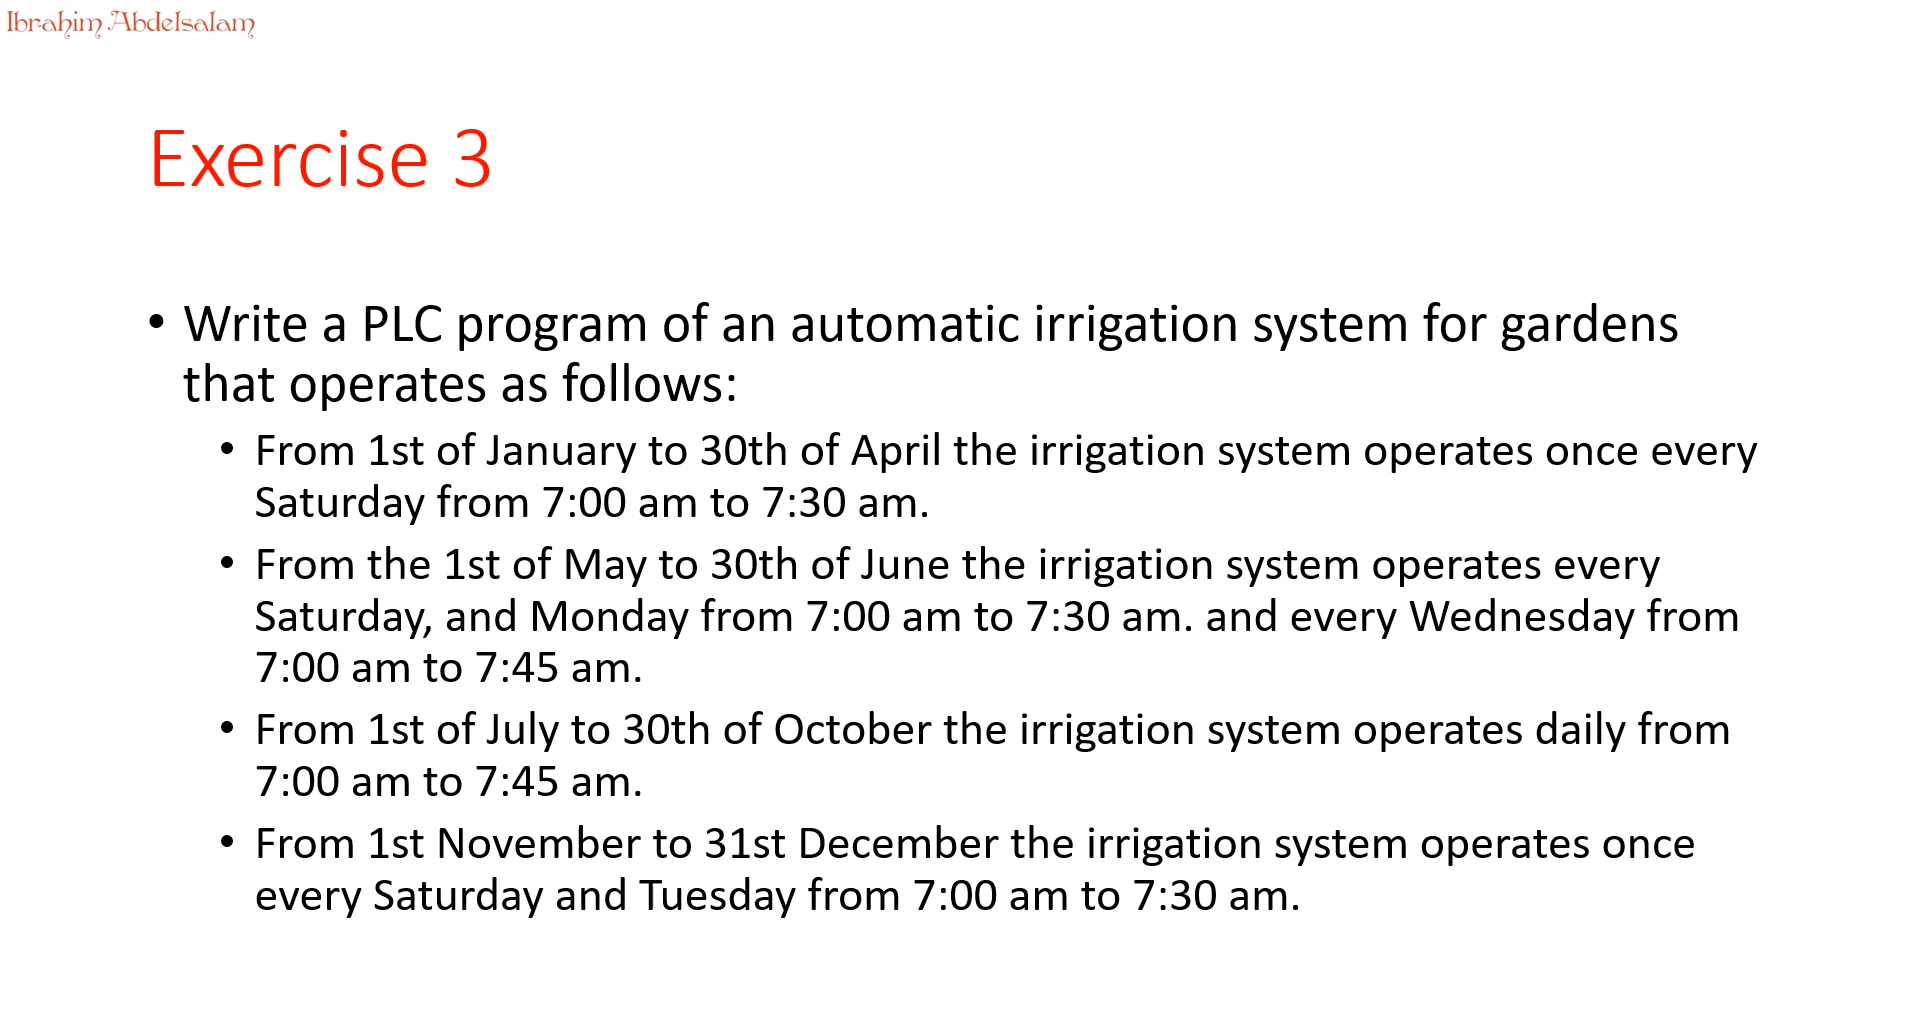 Ibrahim Abdelsalam
Exercise 3
• Write a PLC program of an automatic irrigation system for gardens
that operates as follows:
• From 1st of January to 30th of April the irrigation system operates once every
Saturday from 7:00 am to 7:30 am.
• From the 1st of May to 30th of June the irrigation system operates every
Saturday, and Monday from 7:00 am to 7:30 am. and every Wednesday from
7:00 am to 7:45 am.
• From 1st of July to 30th of October the irrigation system operates daily from
7:00 am to 7:45 am.
• From 1st November to 31st December the irrigation system operates once
every Saturday and Tuesday from 7:00 am to 7:30 am.